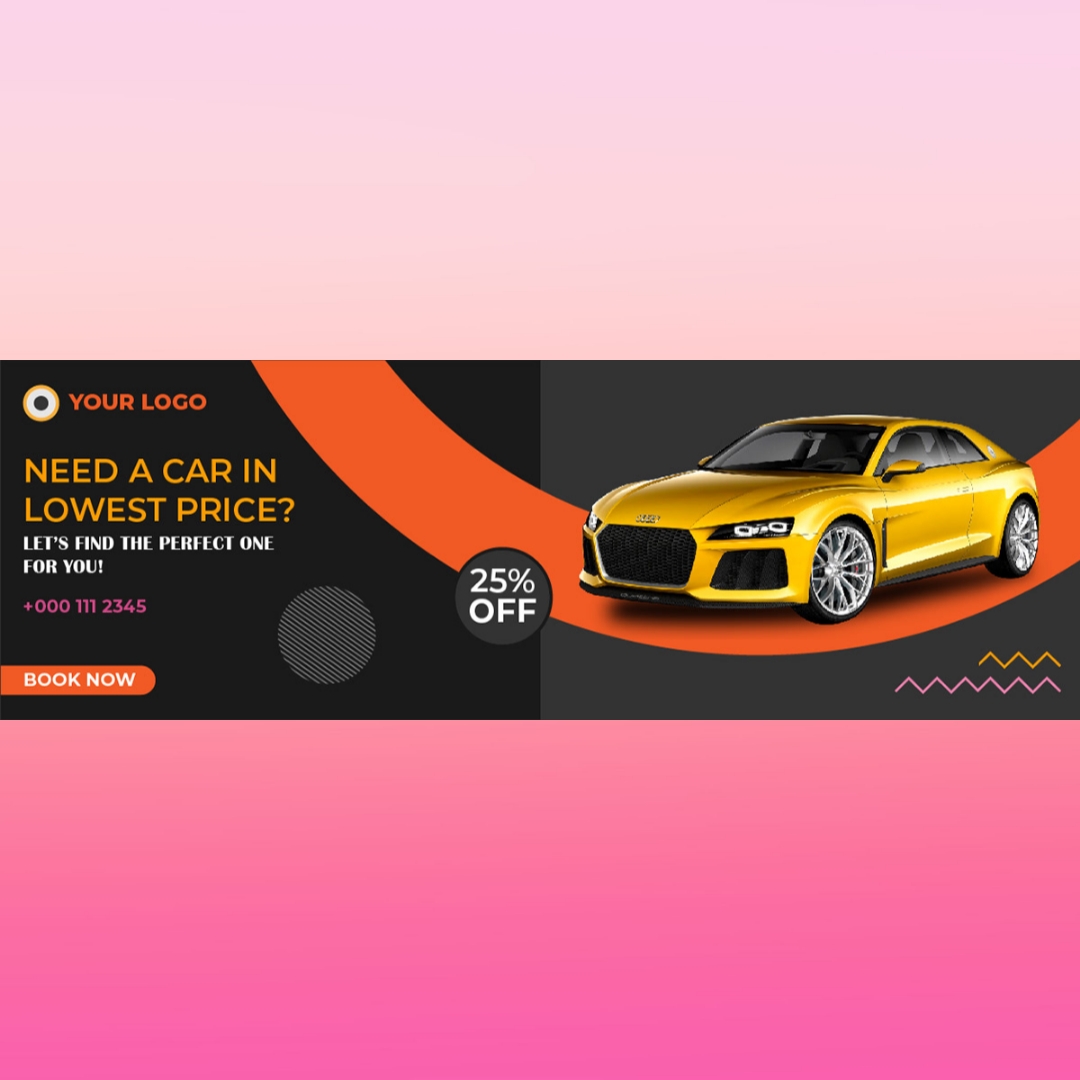 YOUR LOGO
NEED A CAR IN
LOWEST PRICE?
LET'S FIND THE PERFECT ONE
FOR YOU!
+000 111 2345
BOOK NOW
25%
OFF